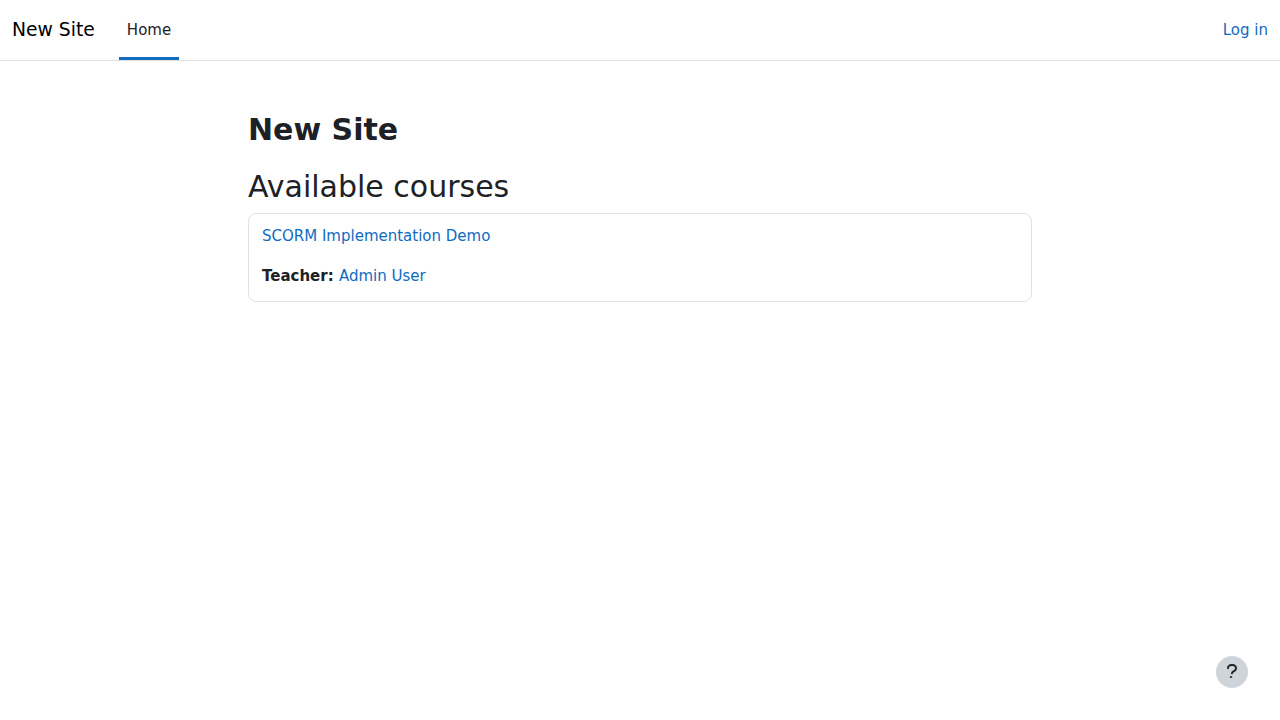 New Site
Home
Log in
New Site
Available courses
SCORM Implementation Demo
Teacher: Admin User
?